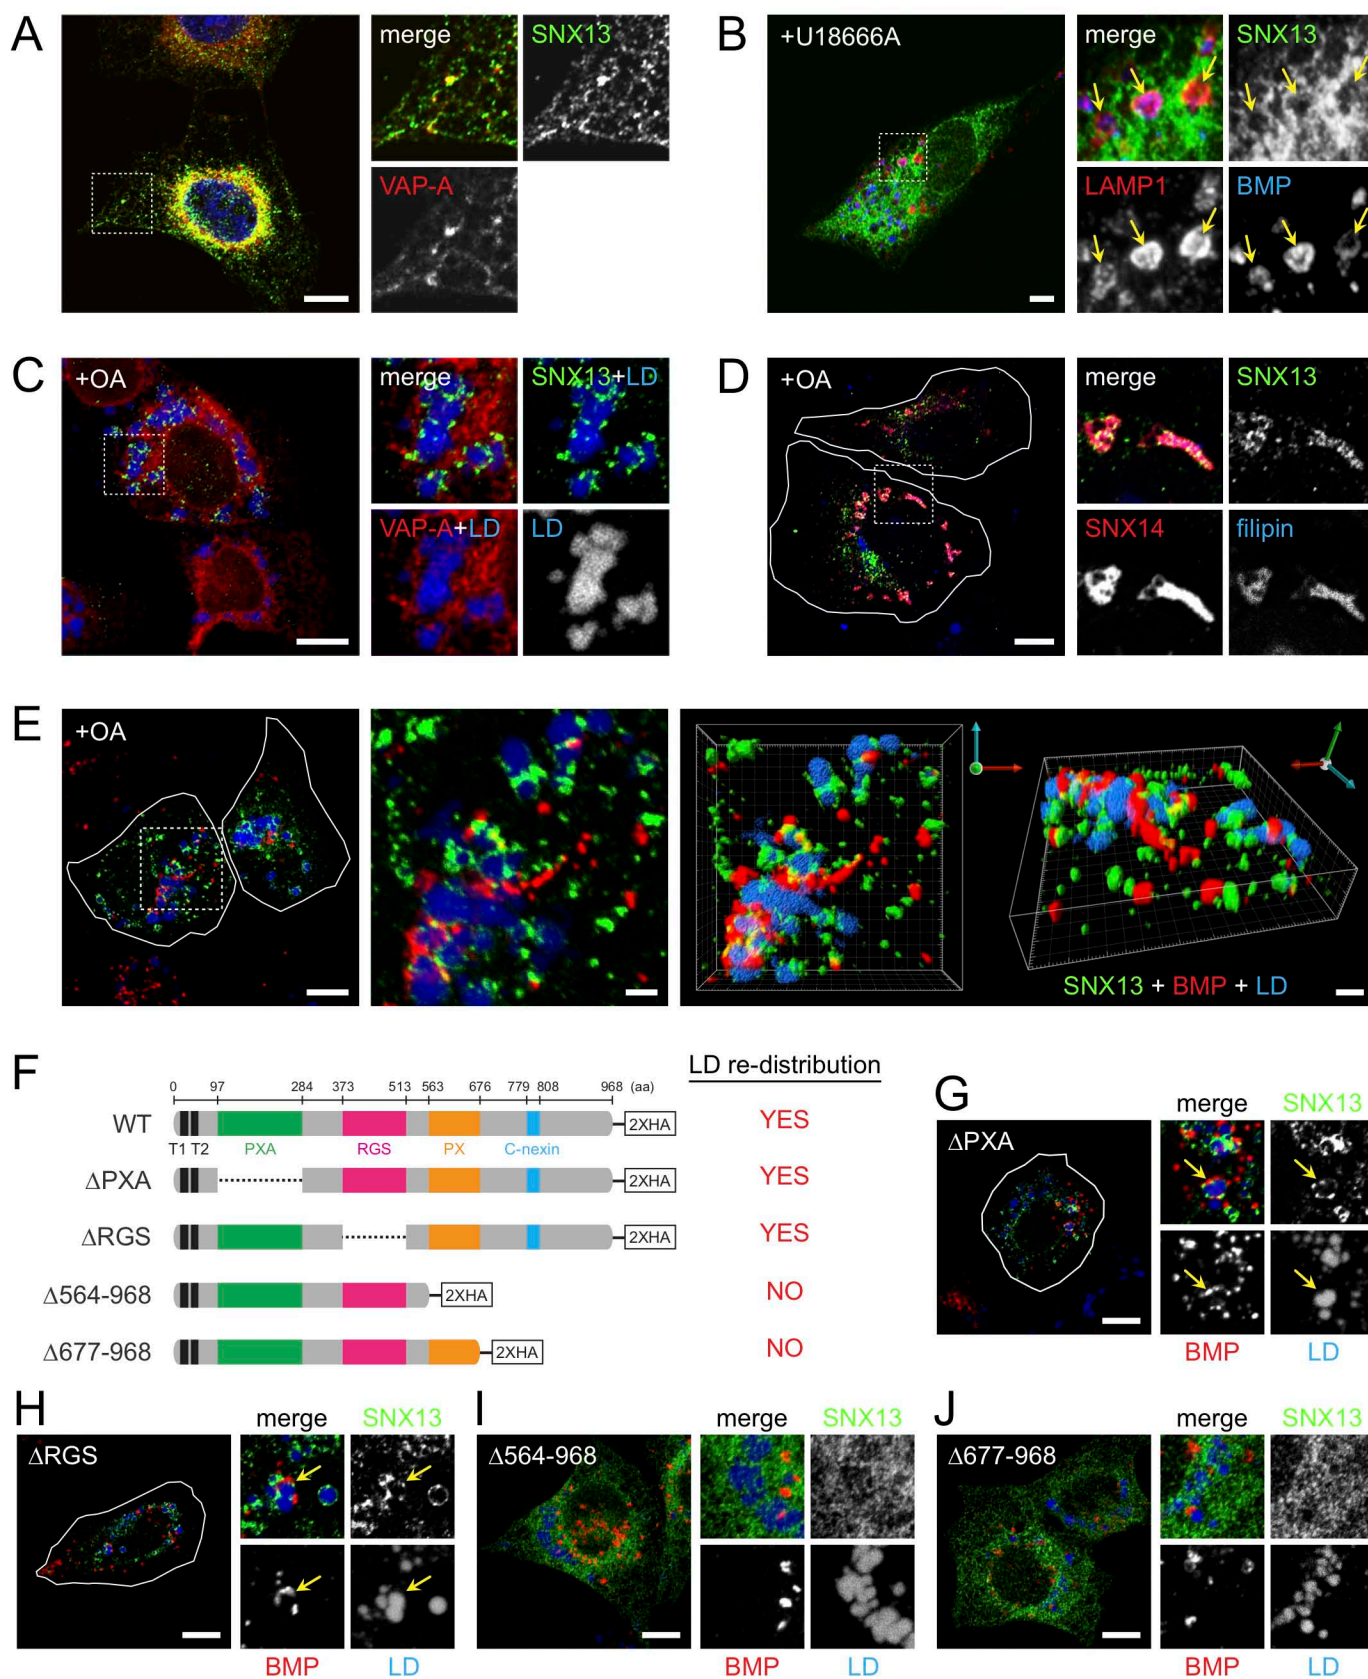 A
merge
SNX13
VAP-A
B
+U18666A
merge
SNX13
LAMP1
BMP
C
+OA
merge
SNX13+LD
VAP-A+LD
LD
D
+OA
merge
SNX13
SNX14
filipin
E
+OA
SNX13 + BMP + LD
F
LD re-distribution
0 97 284 373 513 563 676 779 808 968 (aa)
WT
2XHA
YES
T1 T2 PXA RGS PX C-nexin
ΔPXA
2XHA
YES
ΔRGS
2XHA
YES
Δ564-968
2XHA
NO
Δ677-968
2XHA
NO
G
merge
SNX13
ΔPXA
BMP
LD
H
merge
SNX13
ΔRGS
BMP
LD
I
merge
SNX13
Δ564-968
BMP
LD
J
merge
SNX13
Δ677-968
BMP
LD